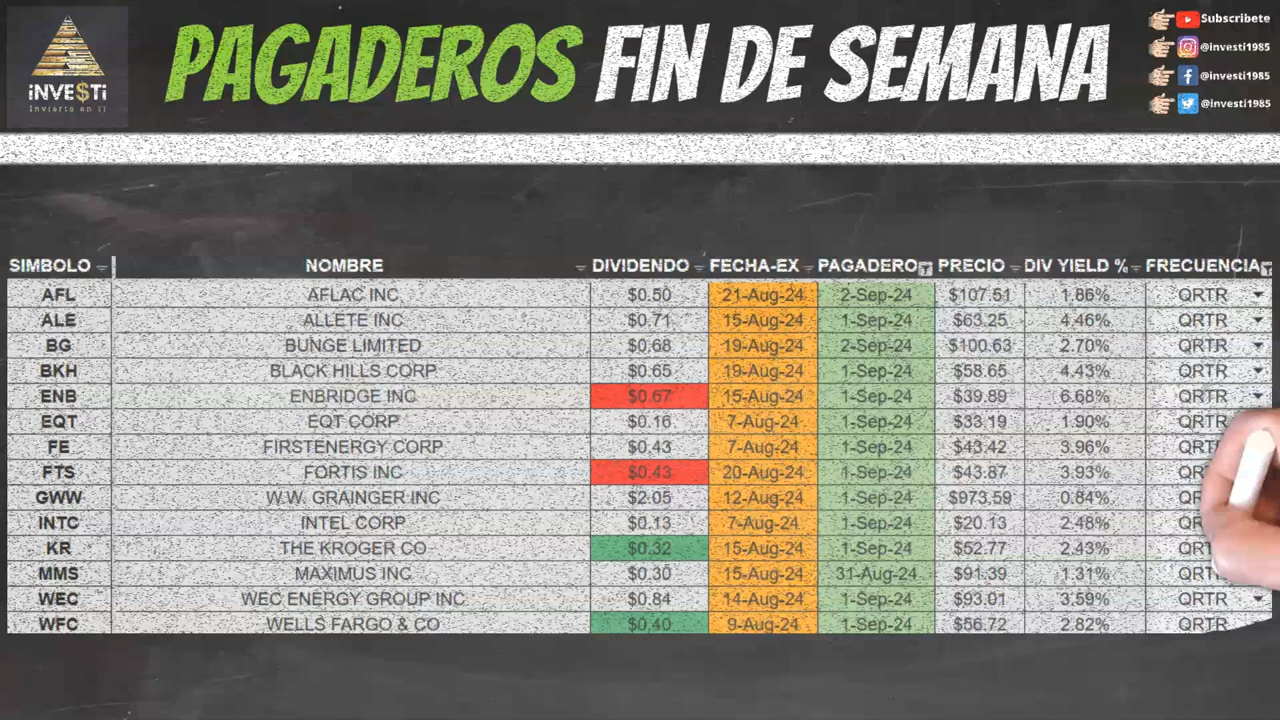 PAGADEROS FIN DE SEMANA
iNVE$Ti
Invierto en ti
Subscribete
@investi1985
@investi1985
@investi1985
SIMBOLO NOMBRE DIVIDENDO FECHA-EX PAGADERO PRECIO DIV YIELD % FRECUENCIA
AFL AFLAC INC $0.50 21-Aug-24 2-Sep-24 $107.51 1.86% QRTR
ALE ALLETE INC $0.71 15-Aug-24 1-Sep-24 $63.25 4.46% QRTR
BG BUNGE LIMITED $0.68 19-Aug-24 2-Sep-24 $100.63 2.70% QRTR
BKH BLACK HILLS CORP $0.65 19-Aug-24 1-Sep-24 $58.65 4.43% QRTR
ENB ENBRIDGE INC $0.67 15-Aug-24 1-Sep-24 $39.89 6.68% QRTR
EQT EQT CORP $0.16 7-Aug-24 1-Sep-24 $33.19 1.90% QRTR
FE FIRSTENERGY CORP $0.43 7-Aug-24 1-Sep-24 $43.42 3.96% QRT
FTS FORTIS INC $0.43 20-Aug-24 1-Sep-24 $43.87 3.93% QR
GWW W.W. GRAINGER INC $2.05 12-Aug-24 1-Sep-24 $973.59 0.84% QR
INTC INTEL CORP $0.13 7-Aug-24 1-Sep-24 $20.13 2.48% QR
KR THE KROGER CO $0.32 15-Aug-24 1-Sep-24 $52.77 2.43% QRT
MMS MAXIMUS INC $0.30 15-Aug-24 31-Aug-24 $91.39 1.31% QRT
WEC WEC ENERGY GROUP INC $0.84 14-Aug-24 1-Sep-24 $93.01 3.59% QRTR
WFC WELLS FARGO & CO $0.40 9-Aug-24 1-Sep-24 $56.72 2.82% QRTR